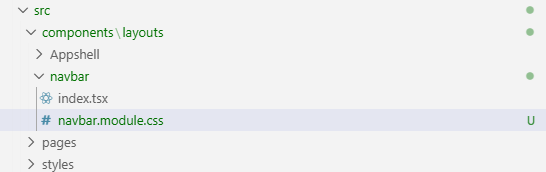 src
components\layouts
Appshell
navbar
index.tsx
# navbar.module.css U
pages
styles